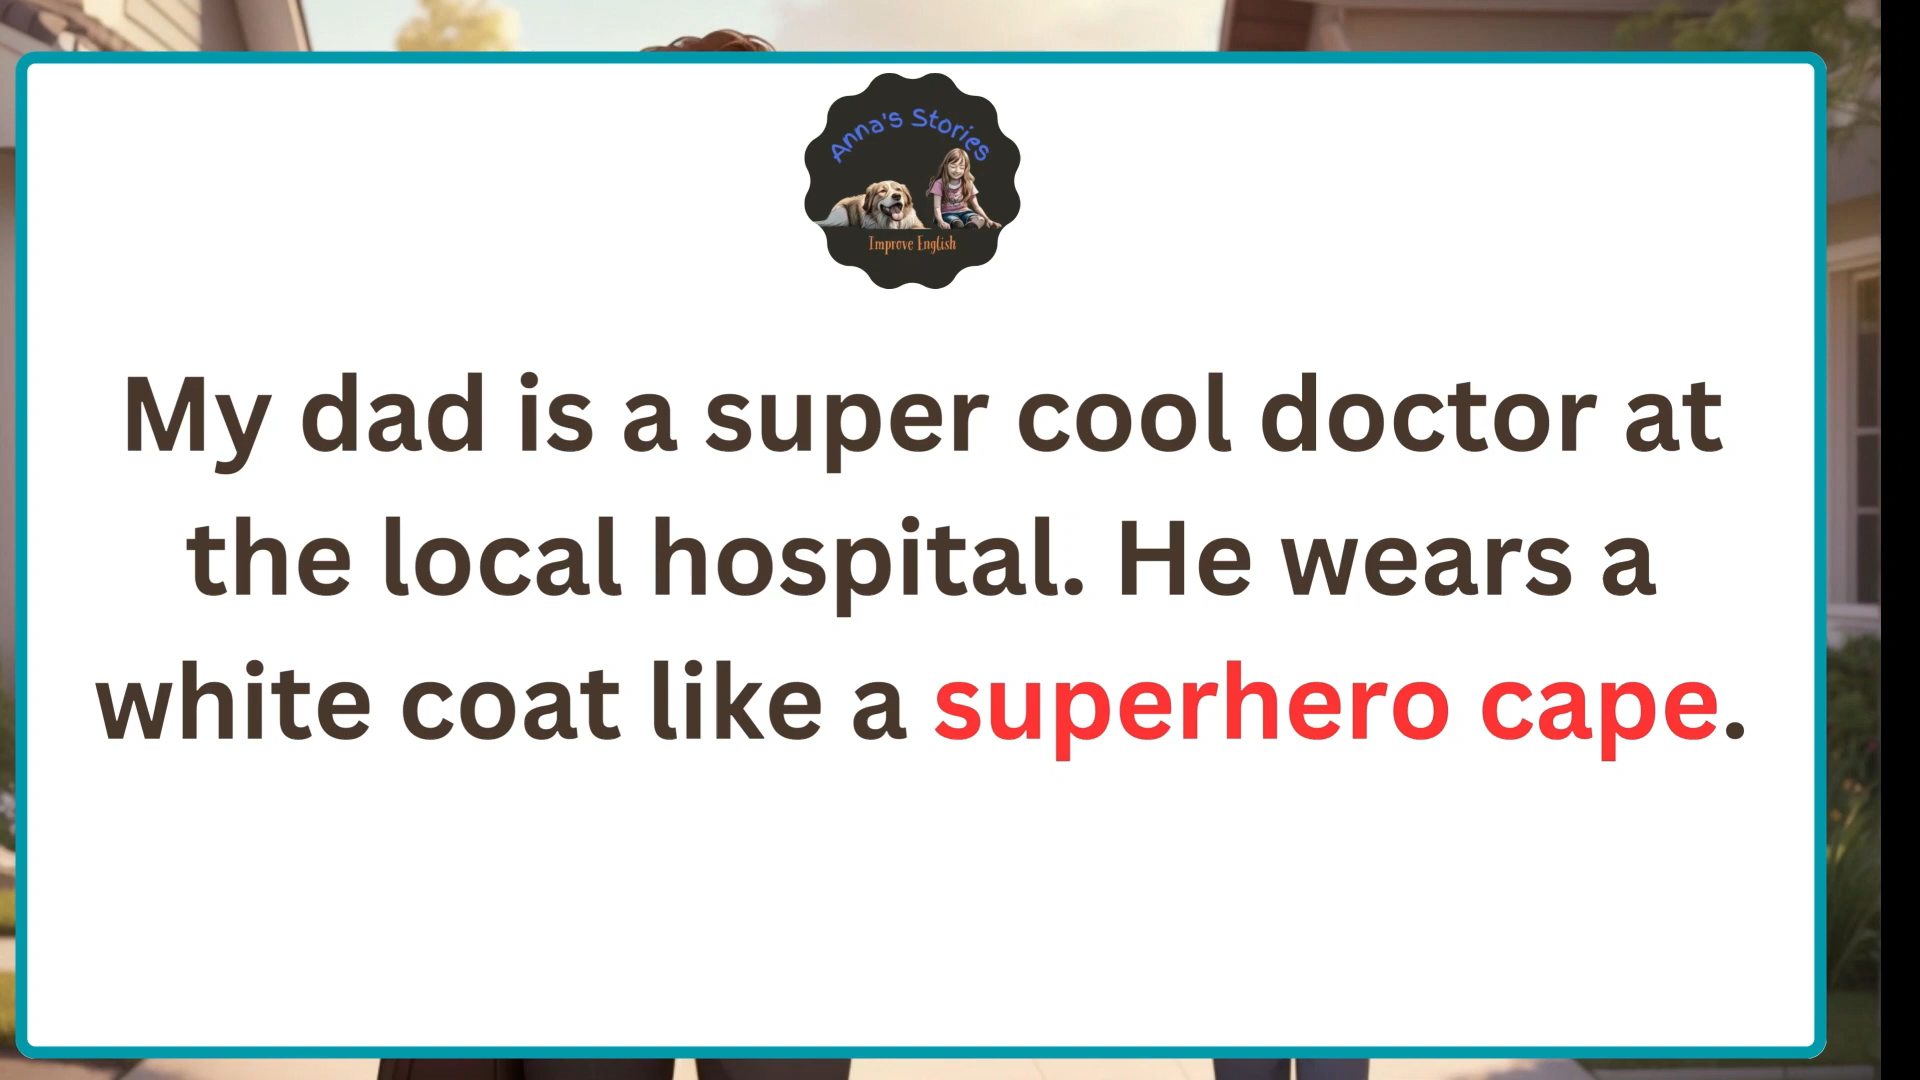 Anna's Stories
Improve English
My dad is a super cool doctor at
the local hospital. He wears a
white coat like a superhero cape.